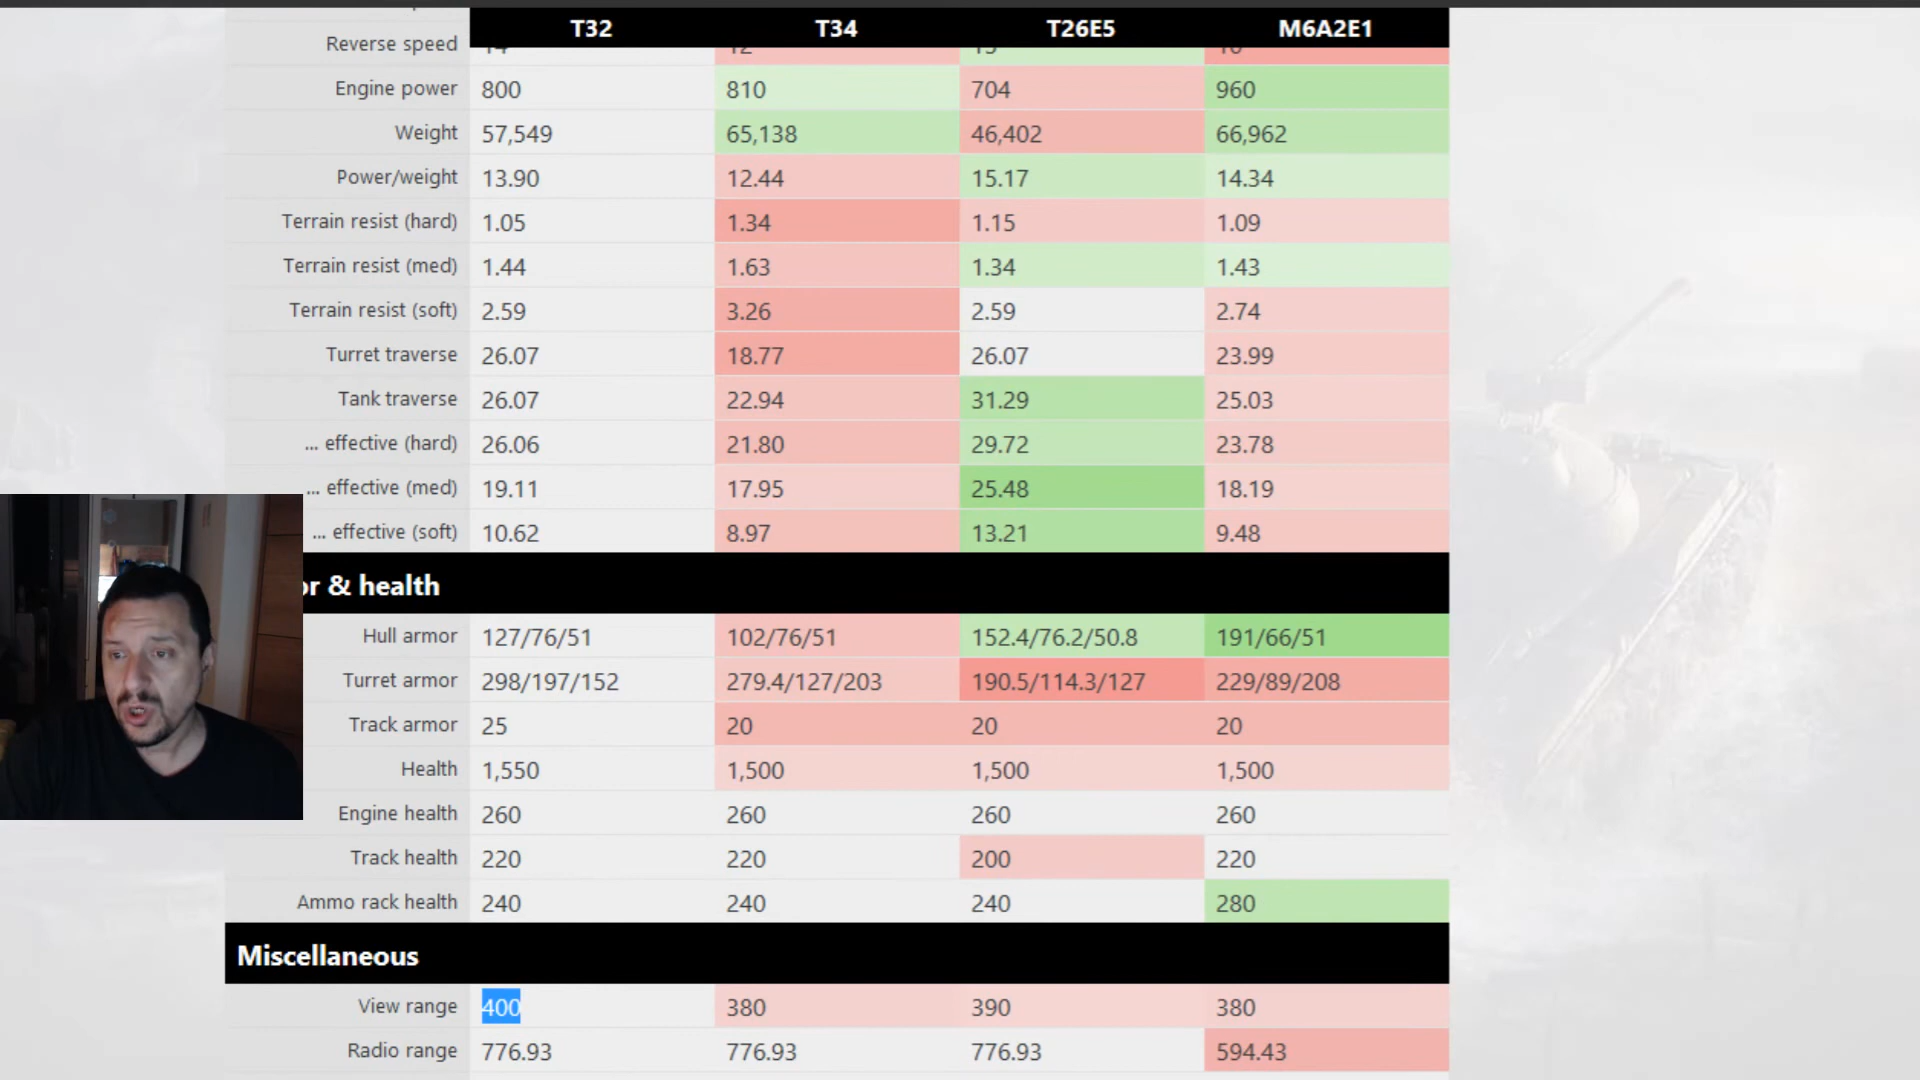 T32 T34 T26E5 M6A2E1
Reverse speed 14 12 15 10
Engine power 800 810 704 960
Weight 57,549 65,138 46,402 66,962
Power/weight 13.90 12.44 15.17 14.34
Terrain resist (hard) 1.05 1.34 1.15 1.09
Terrain resist (med) 1.44 1.63 1.34 1.43
Terrain resist (soft) 2.59 3.26 2.59 2.74
Turret traverse 26.07 18.77 26.07 23.99
Tank traverse 26.07 22.94 31.29 25.03
... effective (hard) 26.06 21.80 29.72 23.78
... effective (med) 19.11 17.95 25.48 18.19
... effective (soft) 10.62 8.97 13.21 9.48
or & health
Hull armor 127/76/51 102/76/51 152.4/76.2/50.8 191/66/51
Turret armor 298/197/152 279.4/127/203 190.5/114.3/127 229/89/208
Track armor 25 20 20 20
Health 1,550 1,500 1,500 1,500
Engine health 260 260 260 260
Track health 220 220 200 220
Ammo rack health 240 240 240 280
Miscellaneous
View range 400 380 390 380
Radio range 776.93 776.93 776.93 594.43